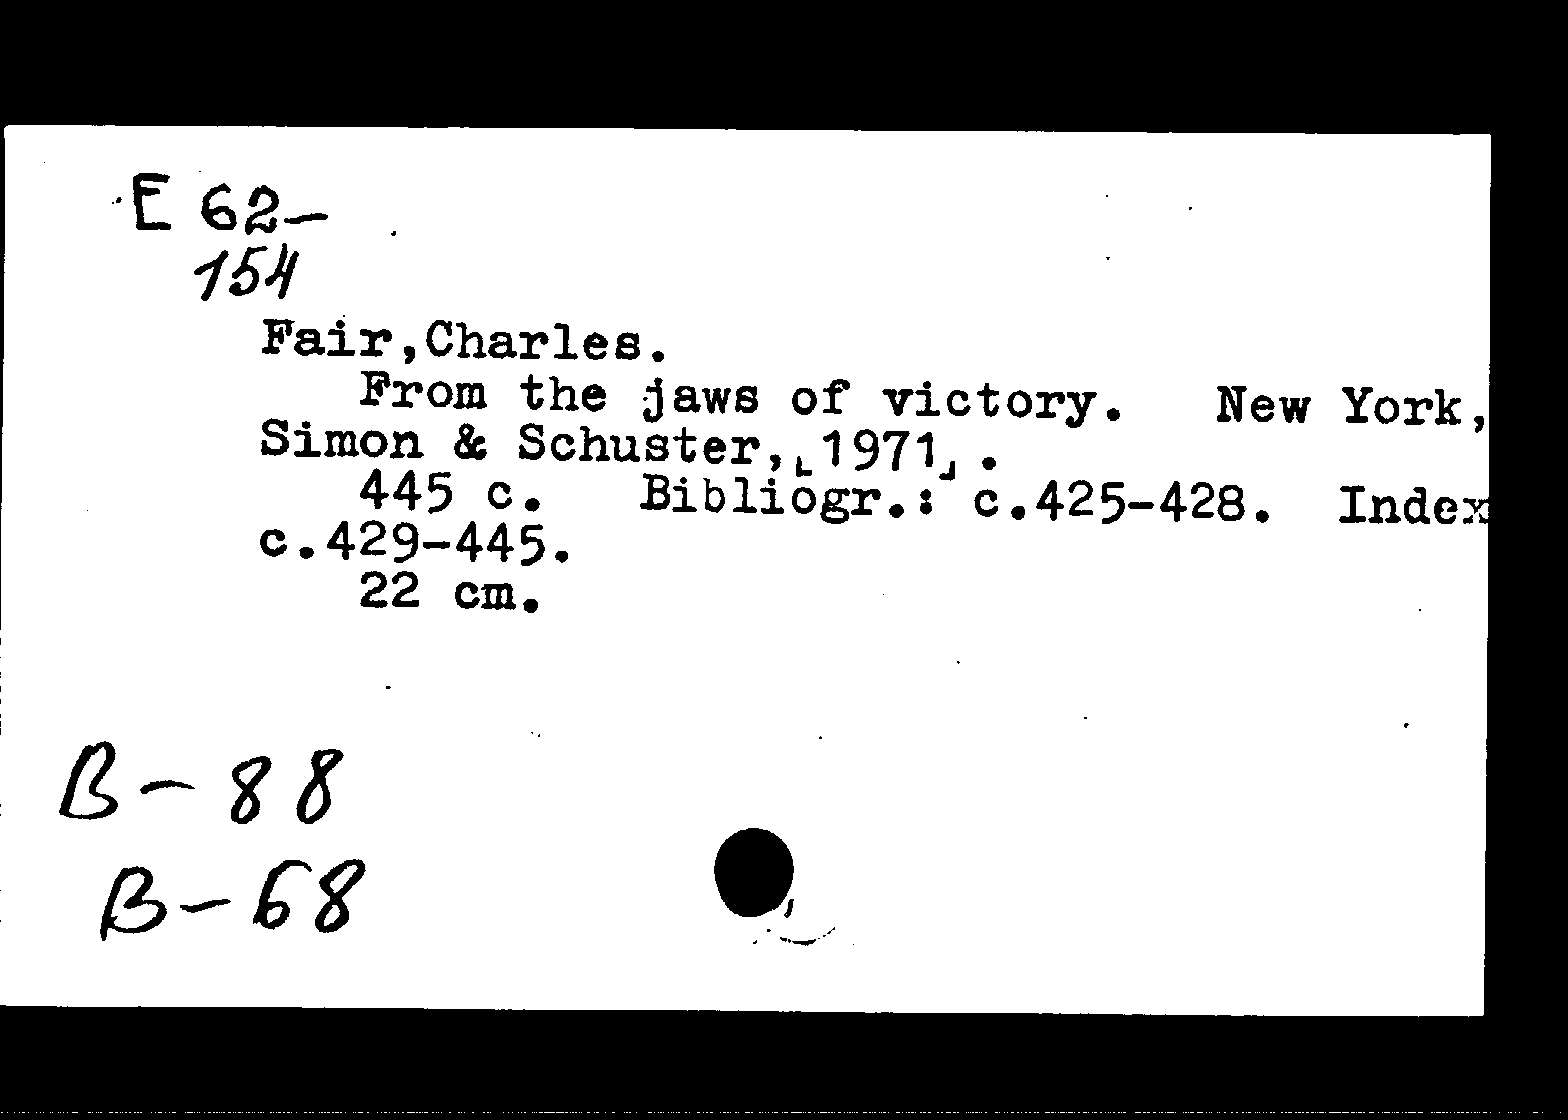 E 62-
154
Fair,Charles.
From the jaws of victory. New York,
Simon & Schuster,⌊1971⌋.
445 c. Bibliogr.: c.425-428. Index
c.429-445.
22 cm.
B-88
B-68